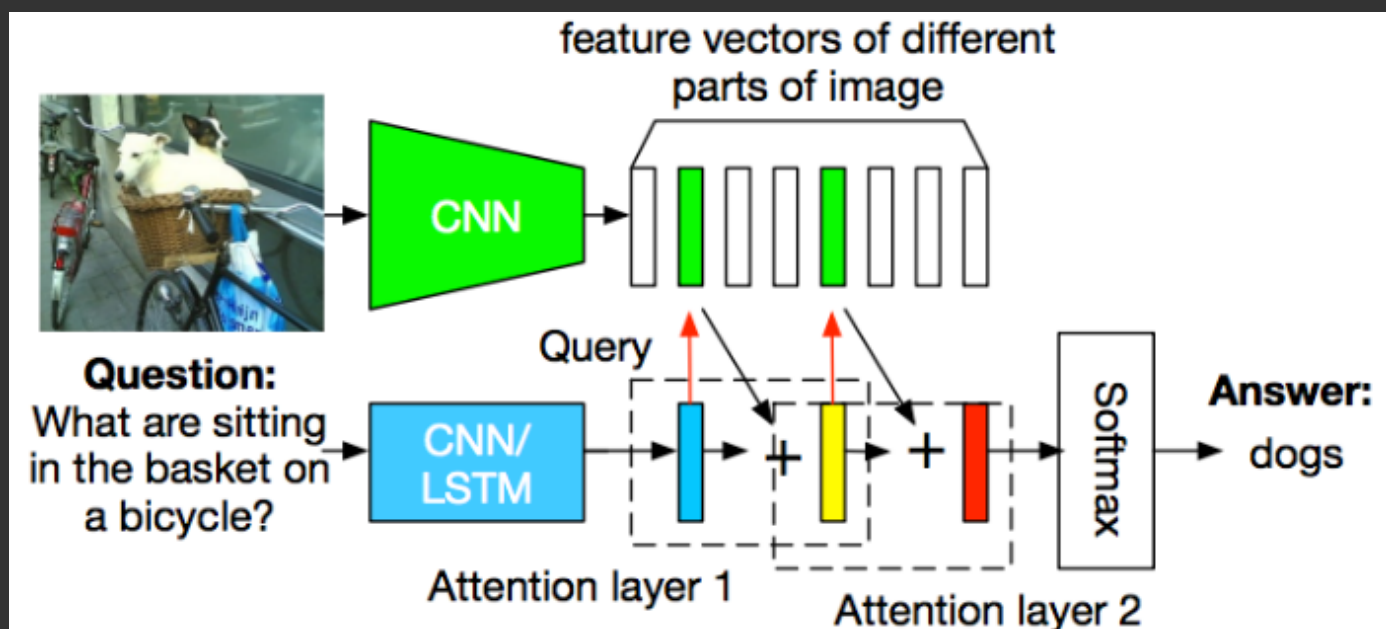 feature vectors of different
parts of image
CNN
Query
Question:
What are sitting
in the basket on
a bicycle?
CNN/
LSTM
+
+
Softmax
Answer:
dogs
Attention layer 1
Attention layer 2